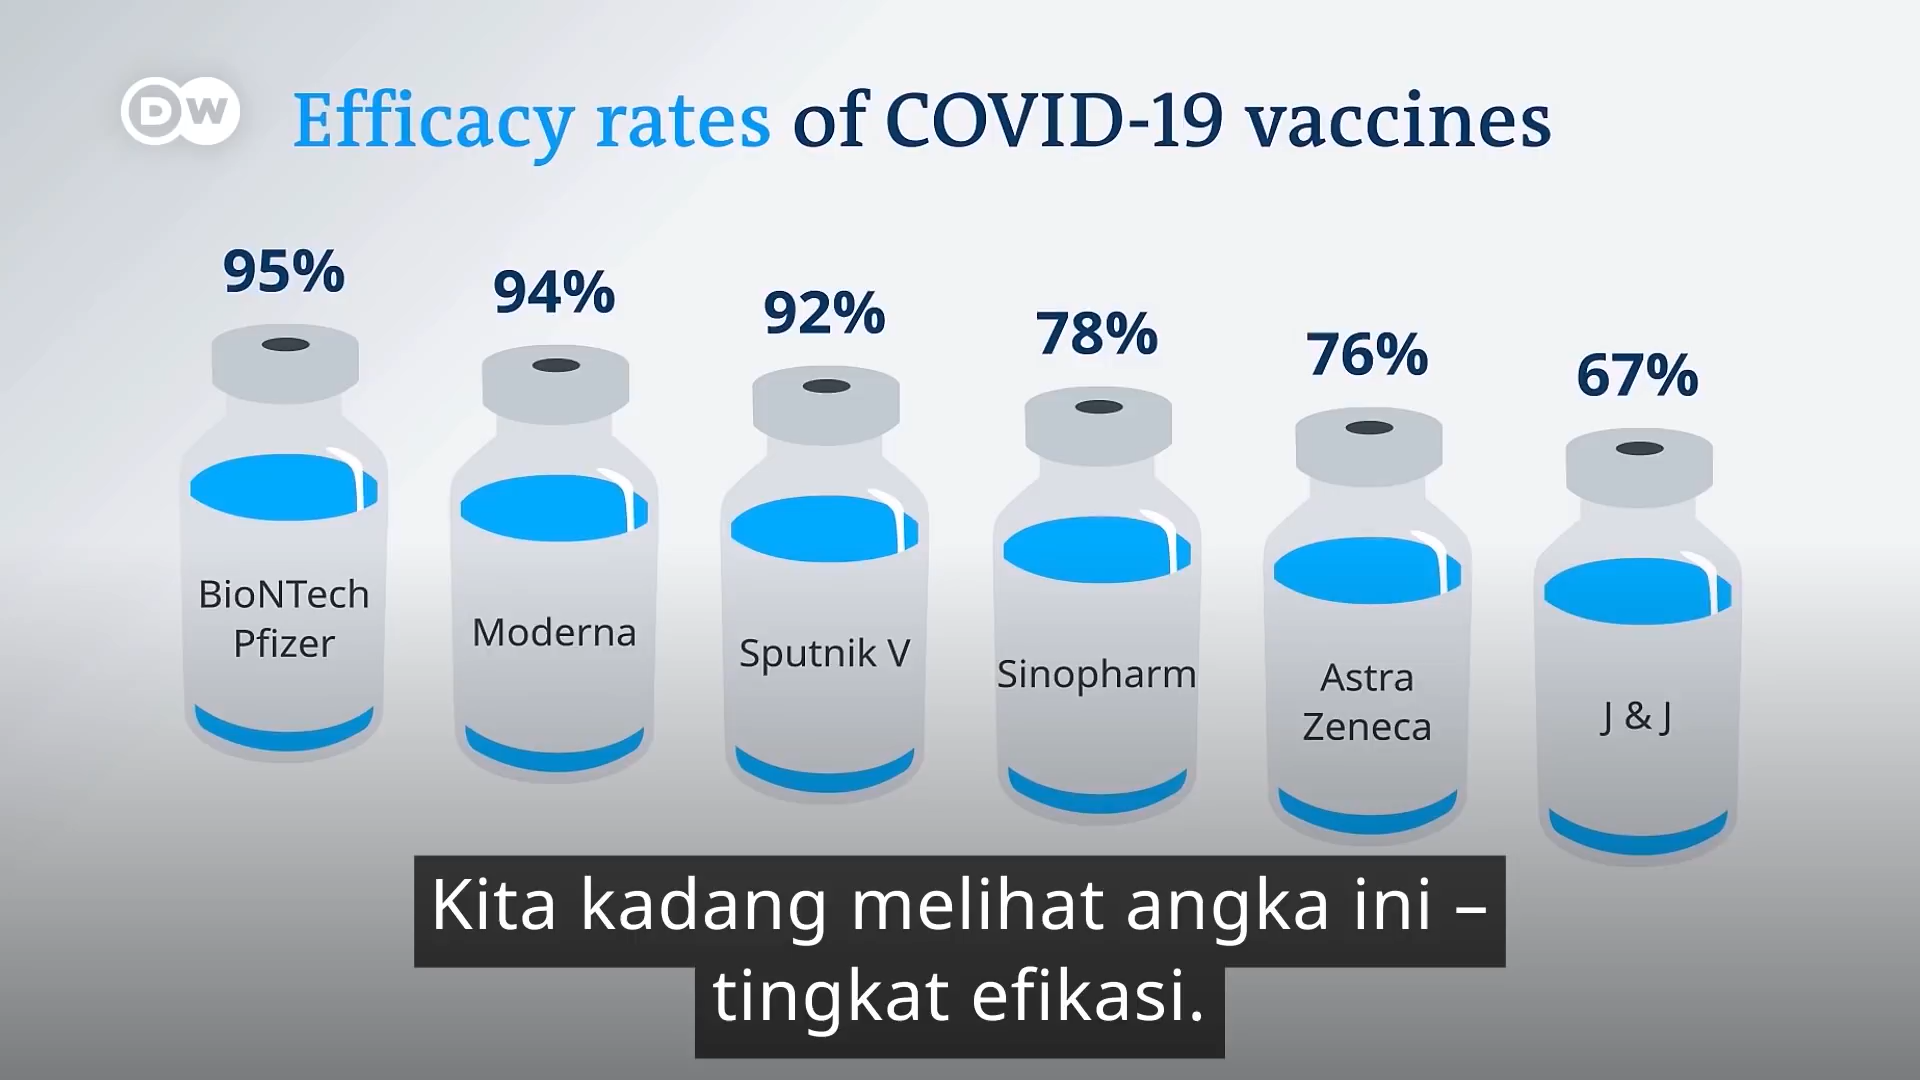 DW
Efficacy rates of COVID-19 vaccines
95%
94%
92%
78%
76%
67%
BioNTech
Pfizer
Moderna
Sputnik V
Sinopharm
Astra
Zeneca
J & J
Kita kadang melihat angka ini –
tingkat efikasi.